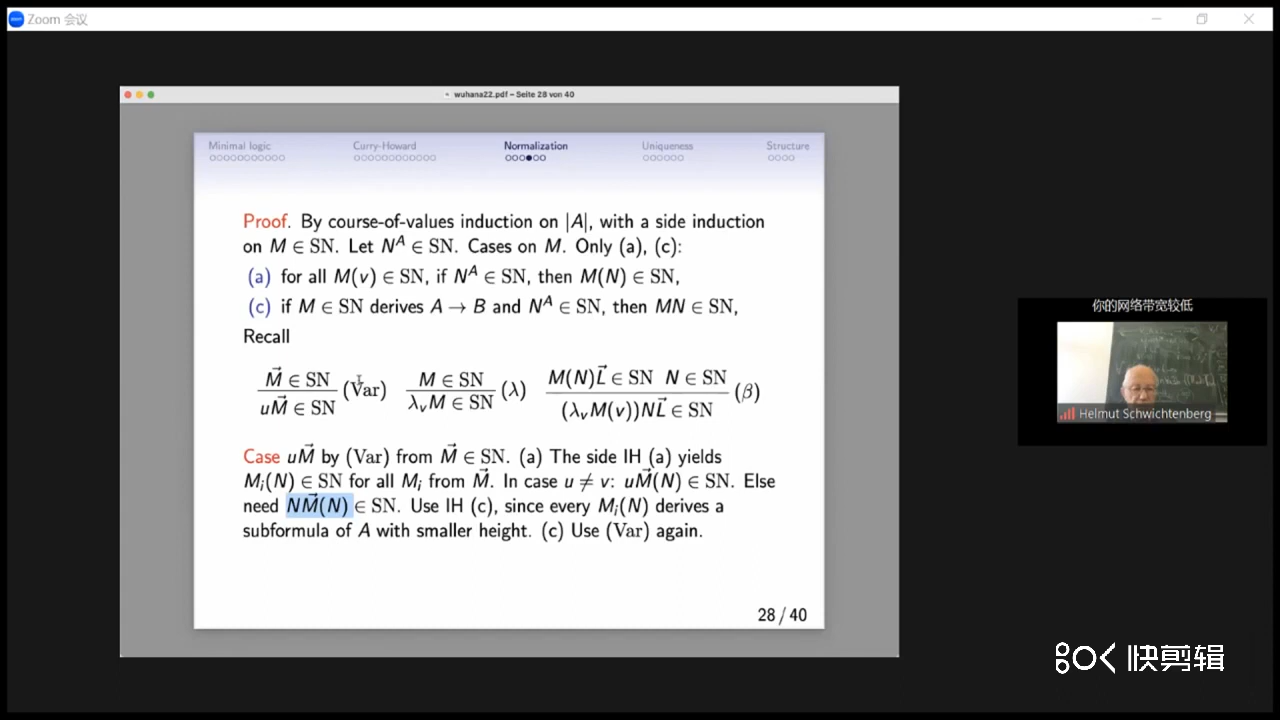 Zoom 会议
wuhana22.pdf – Seite 28 von 40
Minimal logic Curry-Howard Normalization Uniqueness Structure
Proof. By course-of-values induction on |A|, with a side induction
on M ∈ SN. Let N^A ∈ SN. Cases on M. Only (a), (c):
(a) for all M(v) ∈ SN, if N^A ∈ SN, then M(N) ∈ SN,
(c) if M ∈ SN derives A → B and N^A ∈ SN, then MN ∈ SN,
Recall
M⃗ ∈ SN / uM⃗ ∈ SN (Var) M ∈ SN / λ_v M ∈ SN (λ) M(N)L⃗ ∈ SN N ∈ SN / (λ_v M(v))NL⃗ ∈ SN (β)
Case uM⃗ by (Var) from M⃗ ∈ SN. (a) The side IH (a) yields
M_i(N) ∈ SN for all M_i from M⃗. In case u ≠ v: uM⃗(N) ∈ SN. Else
need NM⃗(N) ∈ SN. Use IH (c), since every M_i(N) derives a
subformula of A with smaller height. (c) Use (Var) again.
28 / 40
你的网络带宽较低
Helmut Schwichtenberg
快剪辑